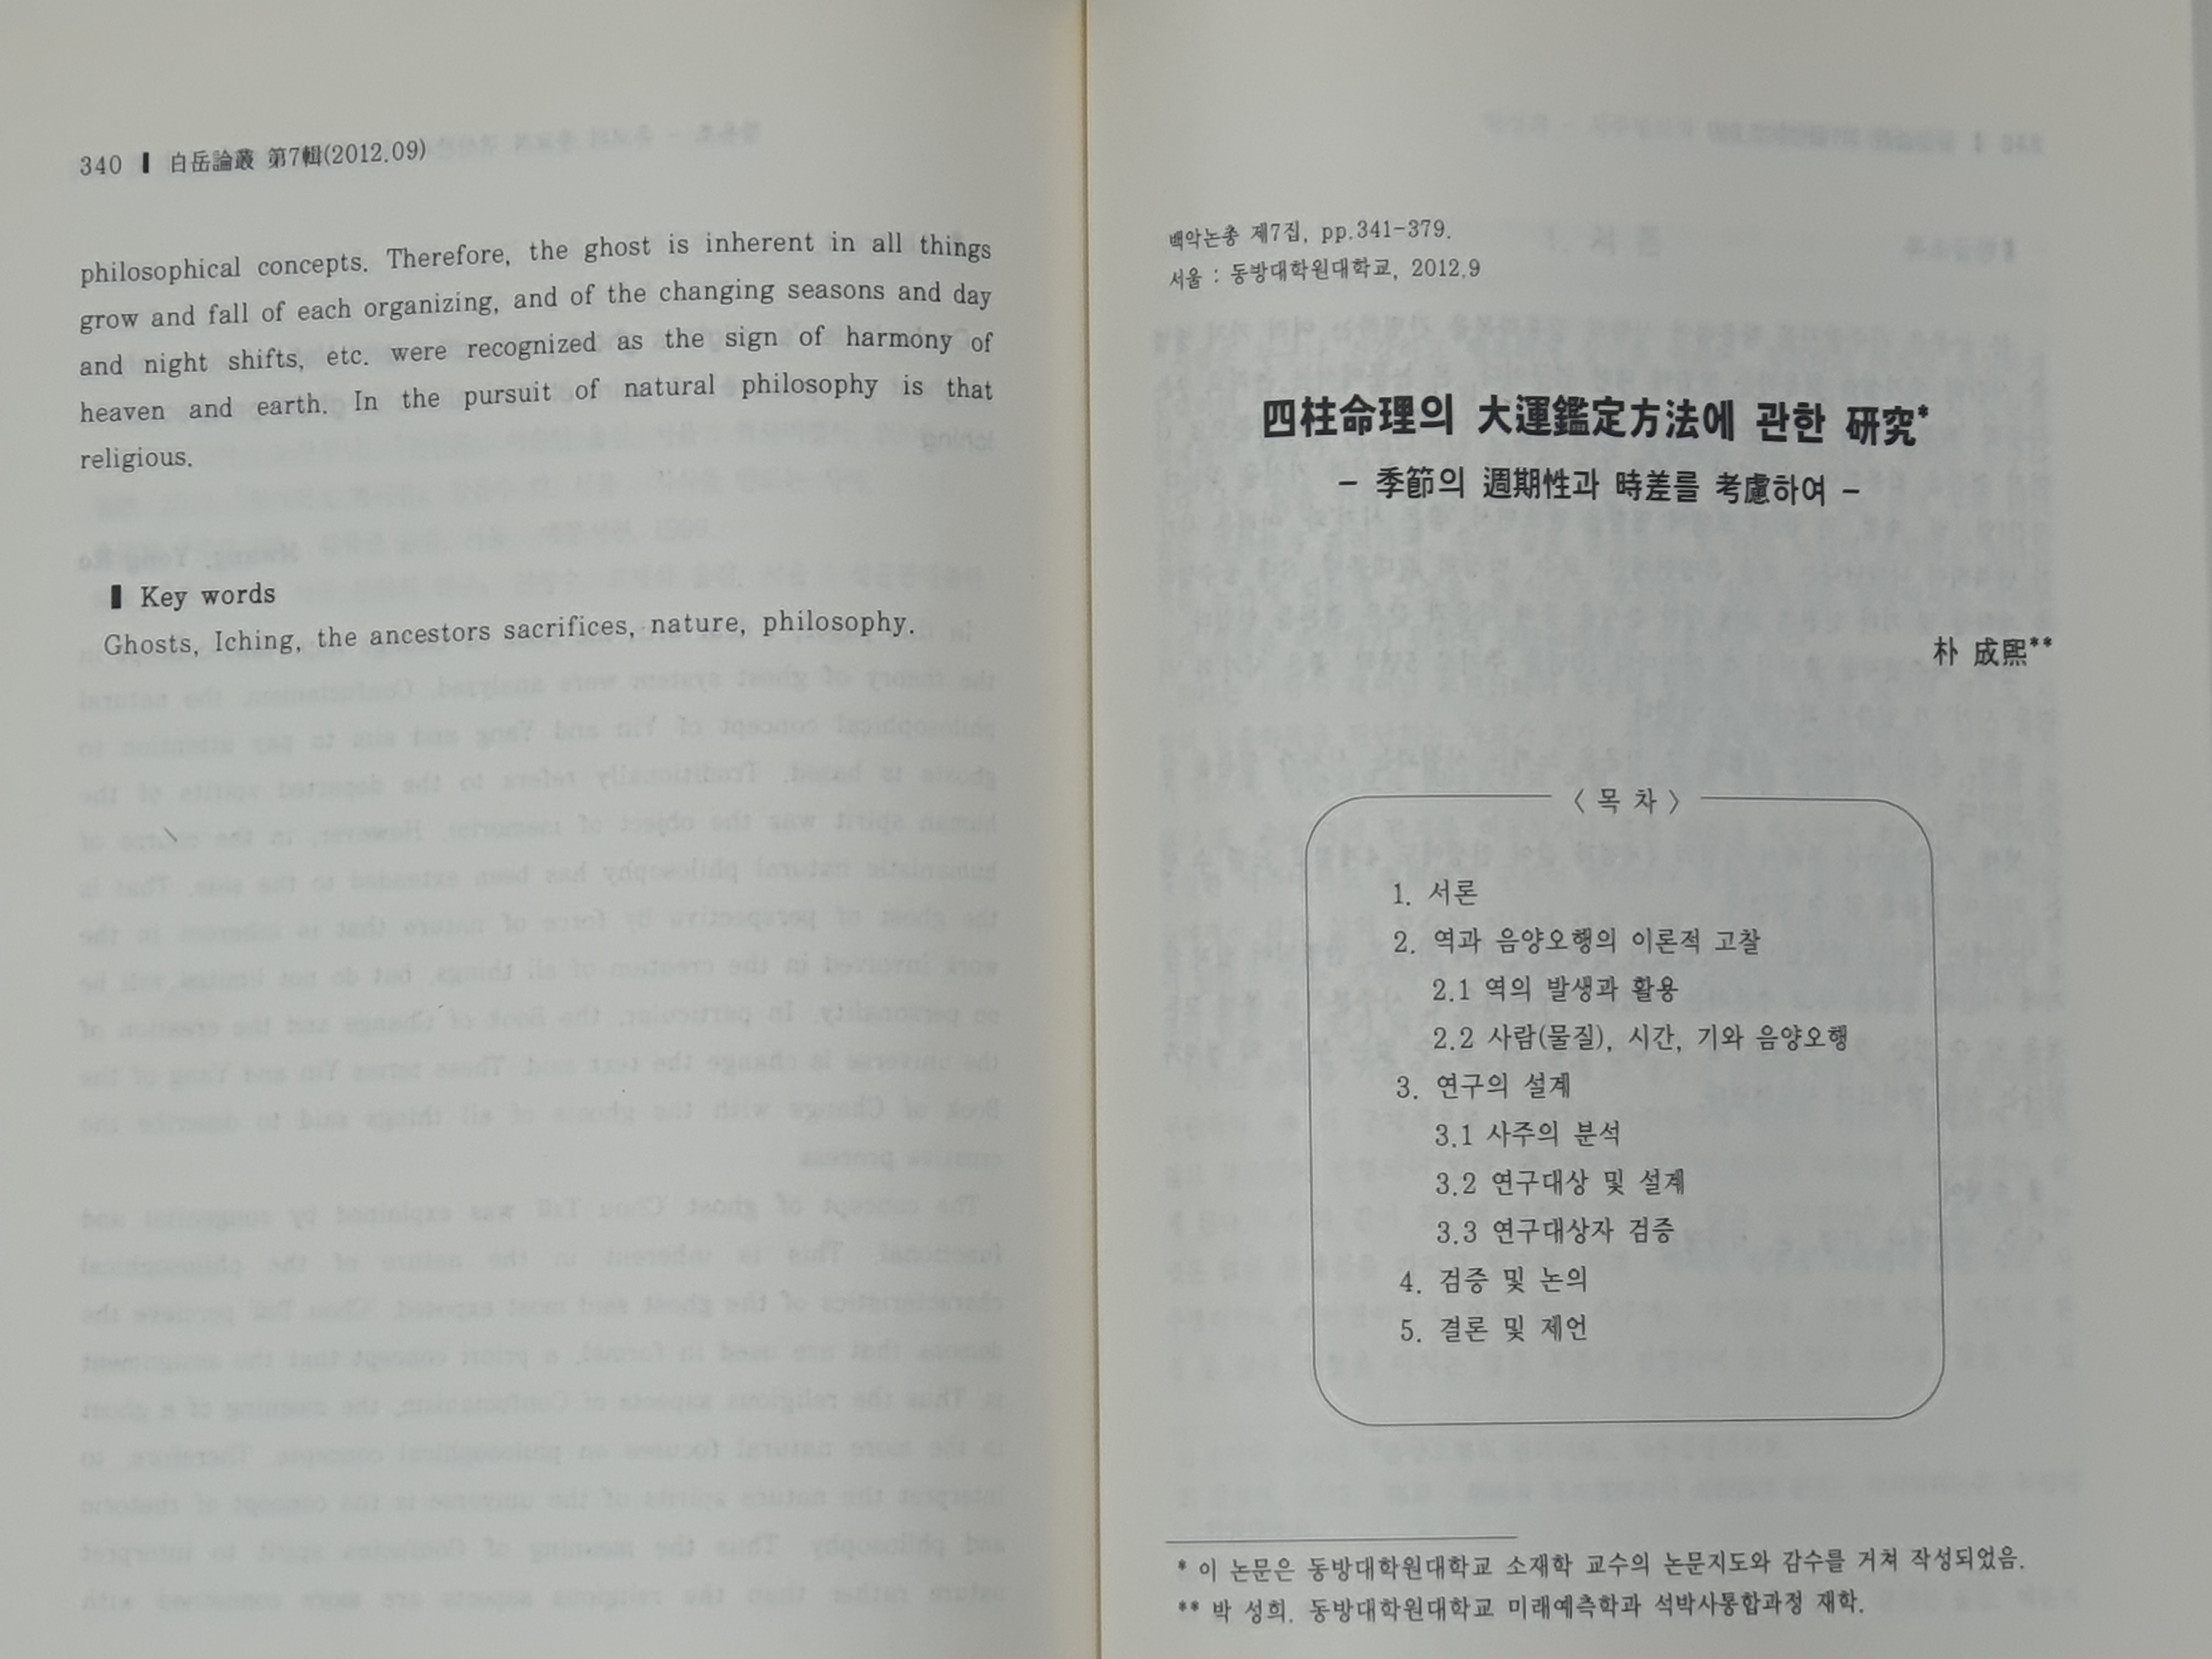 340 ▌ 白岳論叢 第7輯(2012.09)
philosophical concepts. Therefore, the ghost is inherent in all things
grow and fall of each organizing, and of the changing seasons and day
and night shifts, etc. were recognized as the sign of harmony of
heaven and earth. In the pursuit of natural philosophy is that
religious.
▌ Key words
Ghosts, Iching, the ancestors sacrifices, nature, philosophy.
백악논총 제7집, pp.341-379.
서울 : 동방대학원대학교, 2012.9
四柱命理의 大運鑑定方法에 관한 研究*
- 季節의 週期性과 時差를 考慮하여 -
朴 成熙**
〈 목 차 〉
1. 서론
2. 역과 음양오행의 이론적 고찰
2.1 역의 발생과 활용
2.2 사람(물질), 시간, 기와 음양오행
3. 연구의 설계
3.1 사주의 분석
3.2 연구대상 및 설계
3.3 연구대상자 검증
4. 검증 및 논의
5. 결론 및 제언
* 이 논문은 동방대학원대학교 소재학 교수의 논문지도와 감수를 거쳐 작성되었음.
** 박 성희. 동방대학원대학교 미래예측학과 석박사통합과정 재학.